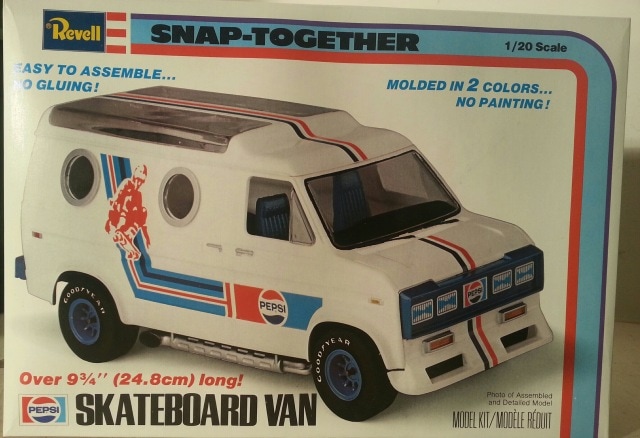 Revell
SNAP-TOGETHER
1/20 Scale
EASY TO ASSEMBLE...
NO GLUING!
MOLDED IN 2 COLORS...
NO PAINTING!
PEPSI
PEPSI
GOODYEAR
GOODYEAR
Over 9¾" (24.8cm) long!
PEPSI
SKATEBOARD VAN
Photo of Assembled
and Detailed Model
MODEL KIT/MODÈLE RÉDUIT